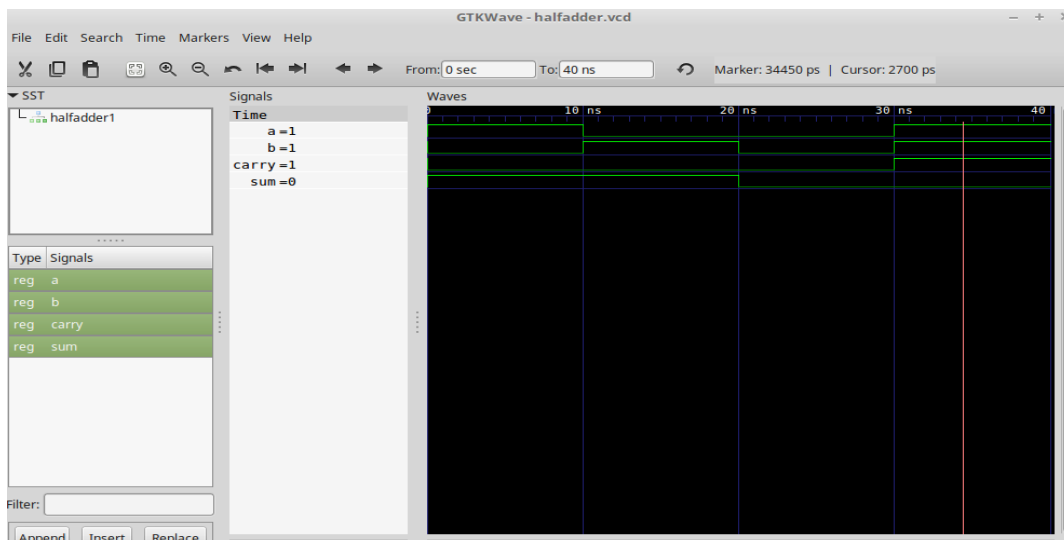 GTKWave - halfadder.vcd
File Edit Search Time Markers View Help
From: 0 sec To: 40 ns Marker: 34450 ps | Cursor: 2700 ps
SST
halfadder1
Type Signals
reg a
reg b
reg carry
reg sum
Filter:
Append Insert Replace
Signals
Time
a=1
b=1
carry=1
sum=0
Waves
0 10 ns 20 ns 30 ns 40